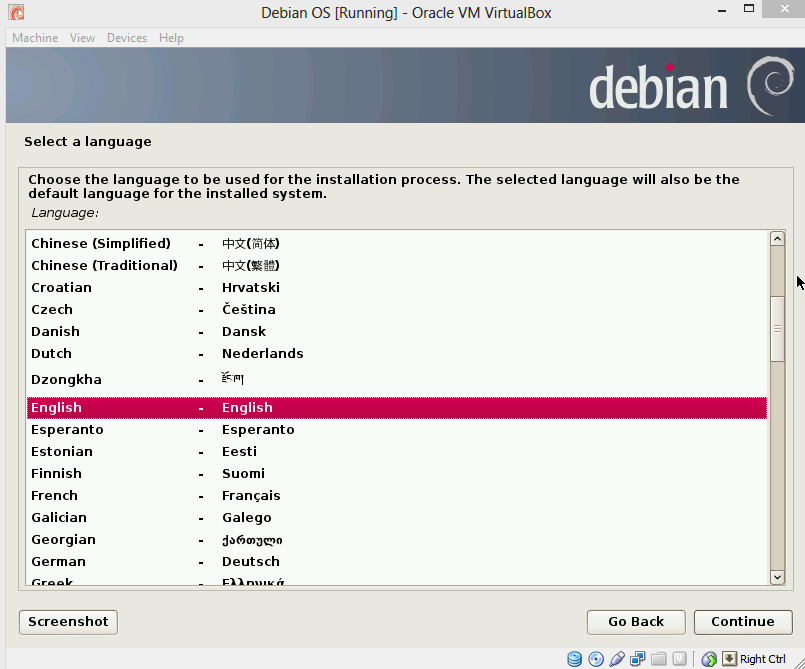 Debian OS [Running] - Oracle VM VirtualBox
Machine View Devices Help
debian
Select a language
Choose the language to be used for the installation process. The selected language will also be the
default language for the installed system.
Language:
Chinese (Simplified) - 中文(简体)
Chinese (Traditional) - 中文(繁體)
Croatian - Hrvatski
Czech - Čeština
Danish - Dansk
Dutch - Nederlands
Dzongkha - རྫོང་ཁ།
English - English
Esperanto - Esperanto
Estonian - Eesti
Finnish - Suomi
French - Français
Galician - Galego
Georgian - ქართული
German - Deutsch
Greek - Ελληνικά
Screenshot Go Back Continue
Right Ctrl